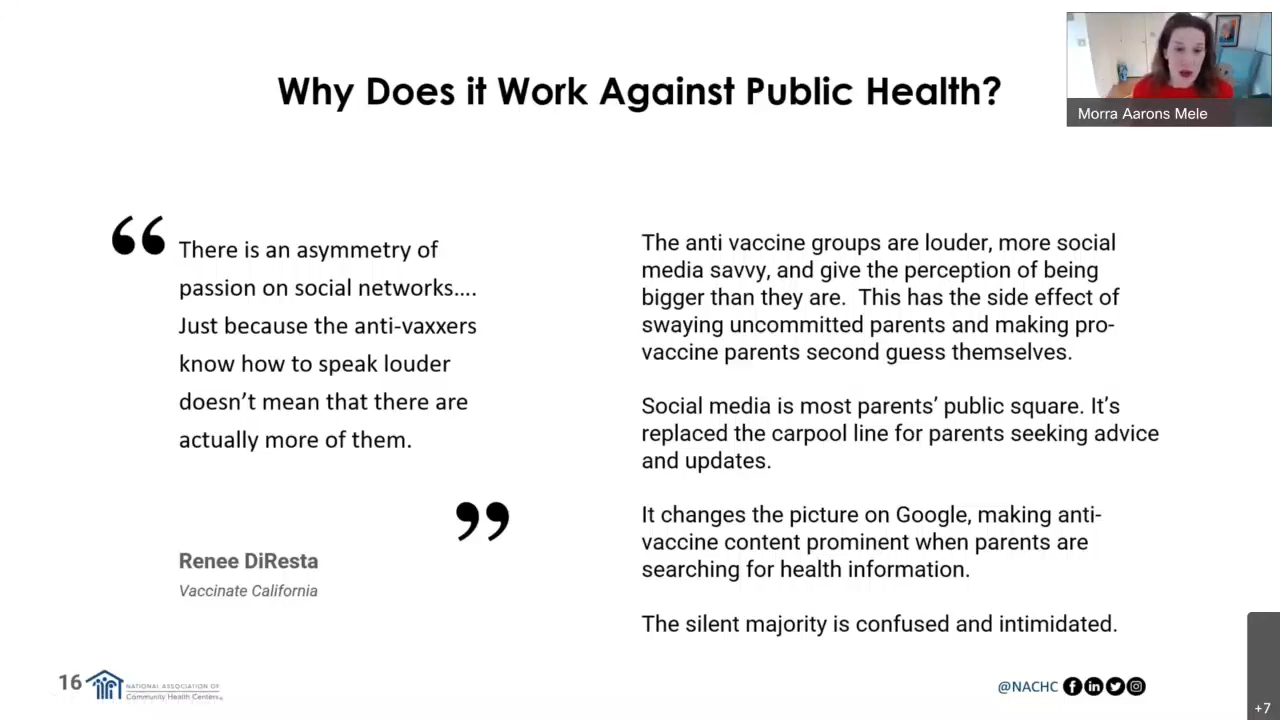 Why Does it Work Against Public Health?
Morra Aarons Mele
“
There is an asymmetry of
passion on social networks....
Just because the anti-vaxxers
know how to speak louder
doesn’t mean that there are
actually more of them.
”
Renee DiResta
Vaccinate California
The anti vaccine groups are louder, more social
media savvy, and give the perception of being
bigger than they are.  This has the side effect of
swaying uncommitted parents and making pro-
vaccine parents second guess themselves.
Social media is most parents’ public square. It’s
replaced the carpool line for parents seeking advice
and updates.
It changes the picture on Google, making anti-
vaccine content prominent when parents are
searching for health information.
The silent majority is confused and intimidated.
16
NATIONAL ASSOCIATION OF
Community Health Centers
@NACHC
+7